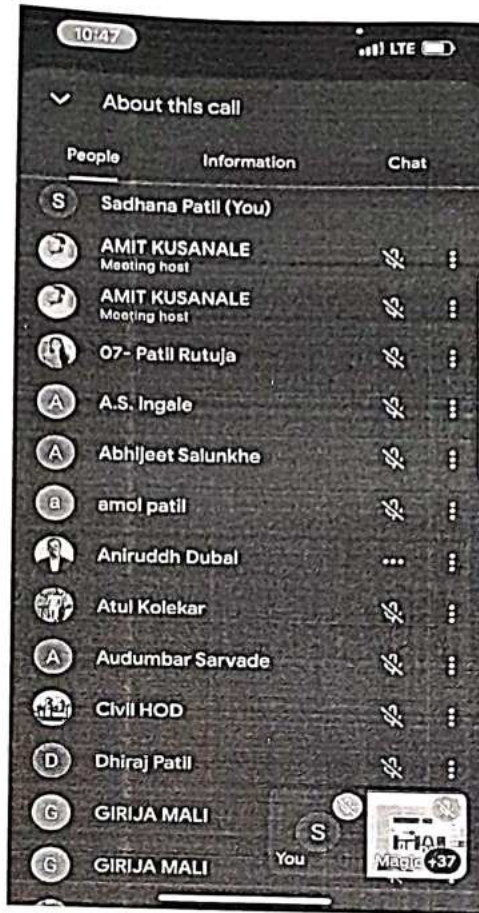 10:47
LTE
About this call
People Information Chat
S Sadhana Patil (You)
AMIT KUSANALE
Meeting host
AMIT KUSANALE
Meeting host
07- Patil Rutuja
A A.S. Ingale
A Abhijeet Salunkhe
a amol patil
Aniruddh Dubal
Atul Kolekar
A Audumbar Sarvade
Civil HOD
D Dhiraj Patil
G GIRIJA MALI
S
You
Magic +37
G GIRIJA MALI